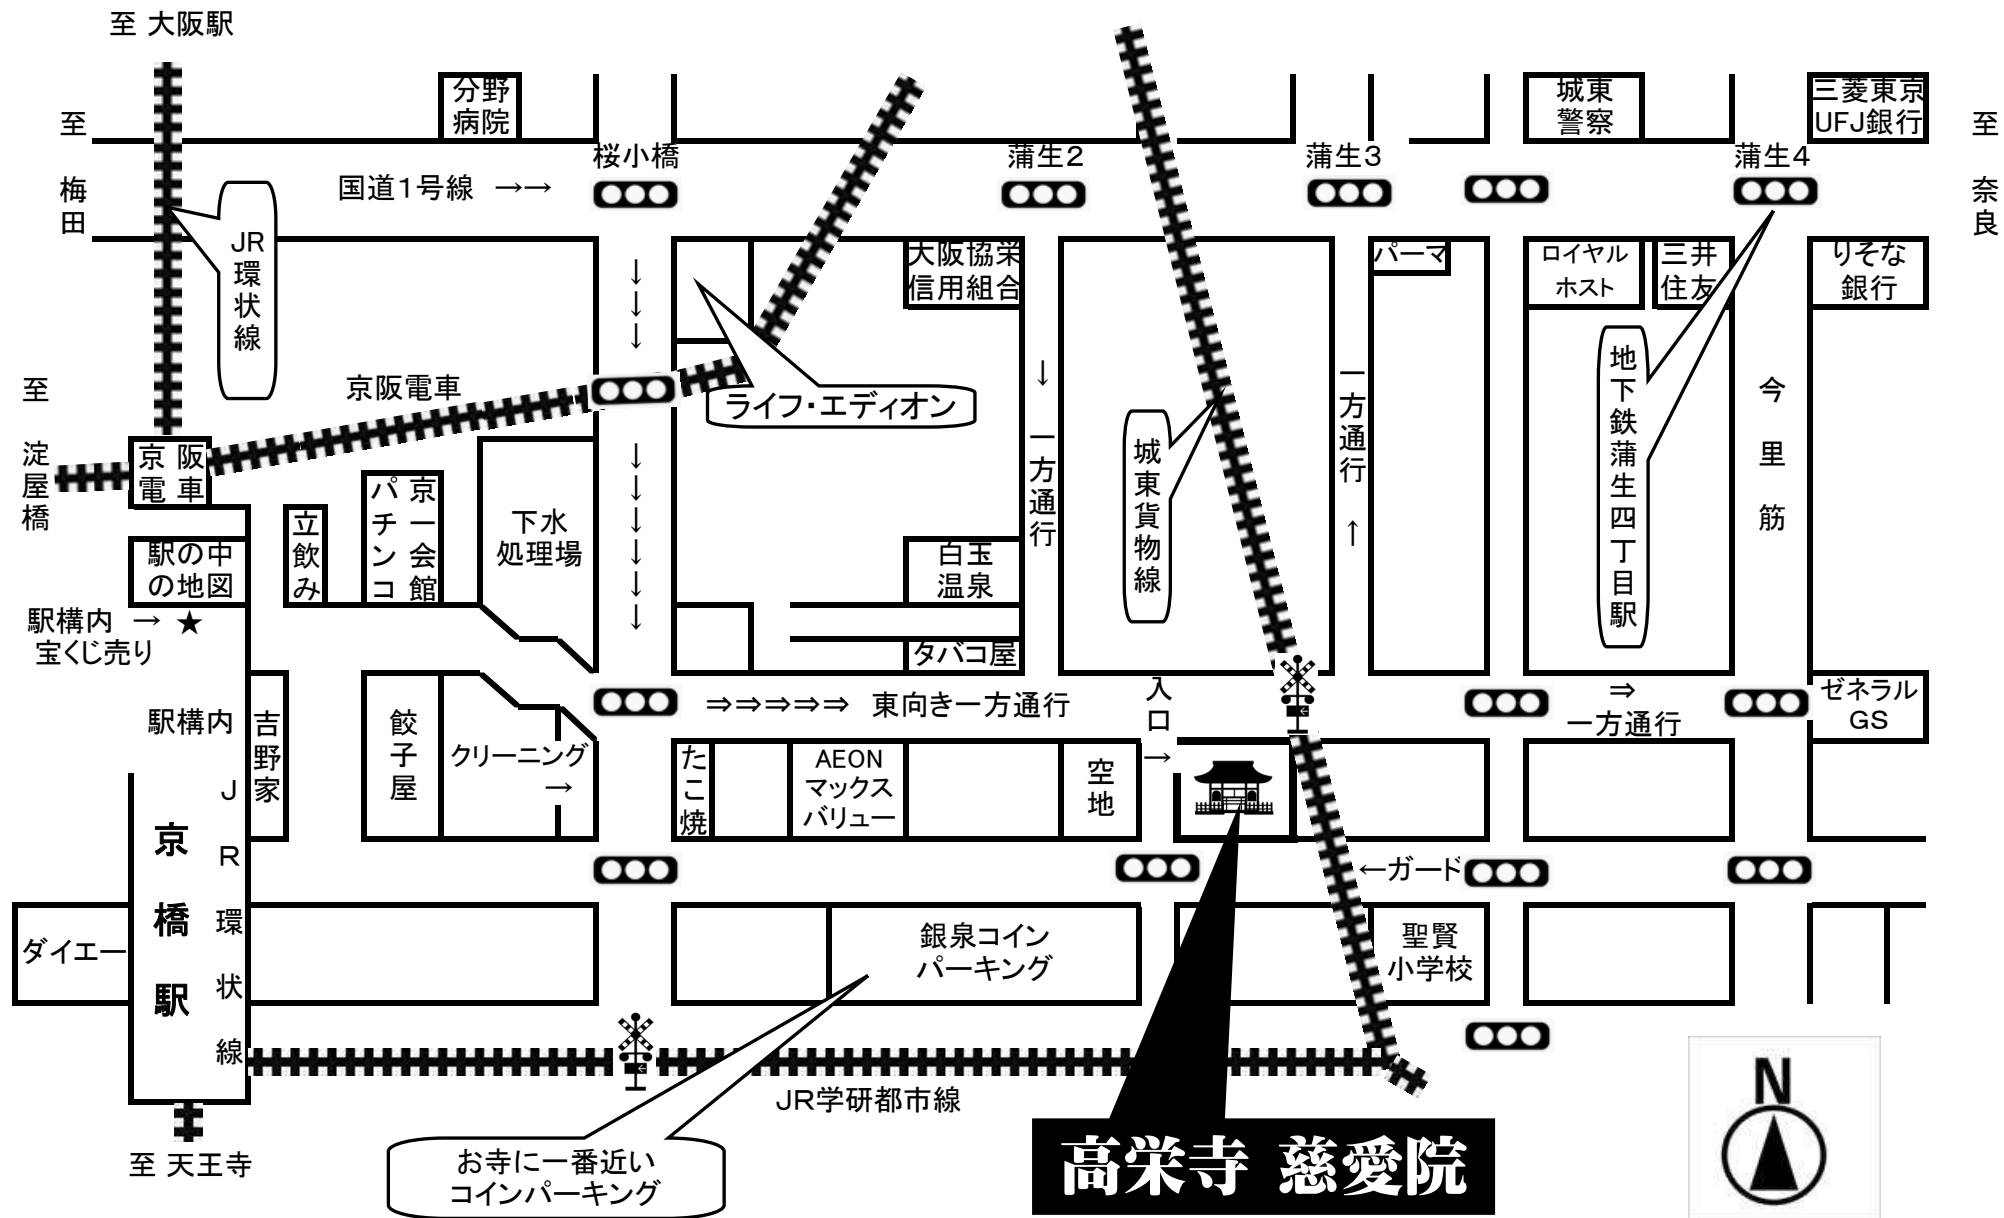 至 大阪駅
分野
病院
城東
警察
三菱東京
UFJ銀行
至 梅田
至 奈良
桜小橋
蒲生2
蒲生3
蒲生4
国道1号線 →→
JR環状線
↓↓↓
大阪協栄
信用組合
パーマ
ロイヤル
ホスト
三井
住友
りそな
銀行
京阪電車
ライフ・エディオン
↓ 一方通行
城東貨物線
一方通行 ↑
地下鉄蒲生四丁目駅
今里筋
至 淀屋橋
京阪
電車
立飲み
京一会館
パチンコ
下水
処理場
↓↓↓↓↓↓
白玉
温泉
タバコ屋
駅の中
の地図
駅構内 → ★
宝くじ売り
⇒⇒⇒⇒⇒ 東向き一方通行
入口
→
⇒
一方通行
ゼネラル
GS
駅構内
吉野家
餃子屋
クリーニング
→
たこ焼
AEON
マックス
バリュー
空地
←ガード
京橋駅
JR環状線
ダイエー
銀泉コイン
パーキング
聖賢
小学校
JR学研都市線
至 天王寺
お寺に一番近い
コインパーキング
高栄寺 慈愛院
N